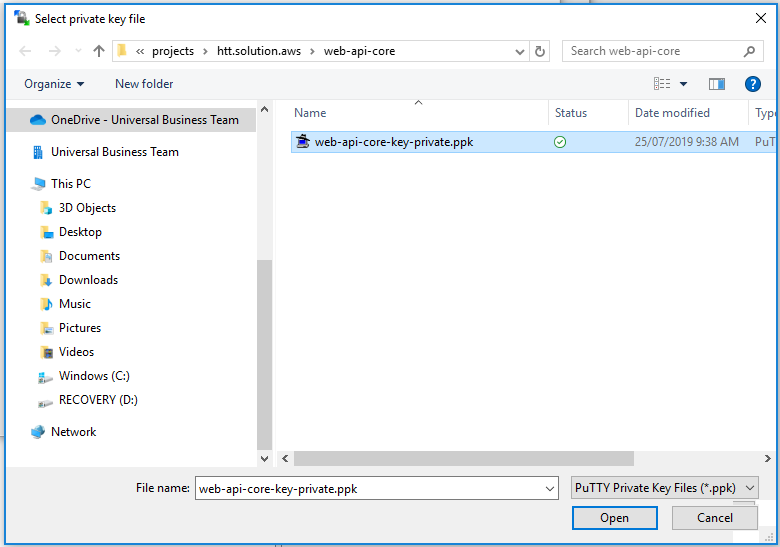 Select private key file
« projects › htt.solution.aws › web-api-core
Search web-api-core
Organize
New folder
?
OneDrive - Universal Business Team
Universal Business Team
This PC
3D Objects
Desktop
Documents
Downloads
Music
Pictures
Videos
Windows (C:)
RECOVERY (D:)
Network
Name Status Date modified Type
web-api-core-key-private.ppk 25/07/2019 9:38 AM PuT
File name: web-api-core-key-private.ppk PuTTY Private Key Files (*.ppk)
Open Cancel